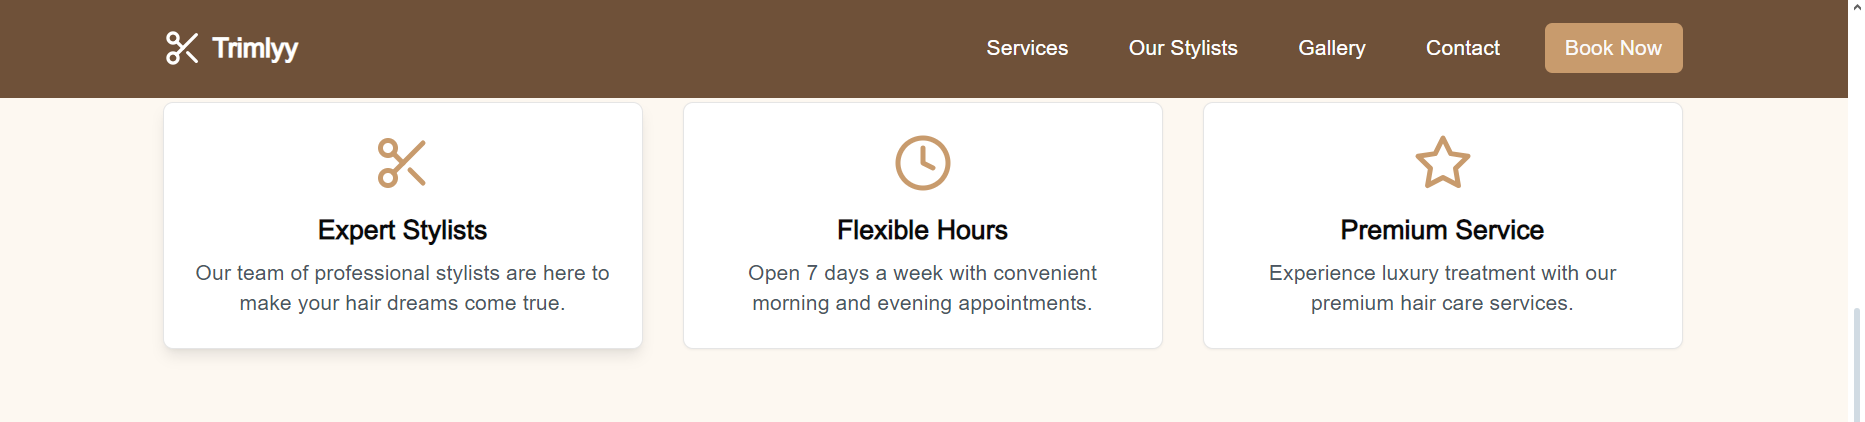 Trimlyy
Services
Our Stylists
Gallery
Contact
Book Now
Expert Stylists
Our team of professional stylists are here to
make your hair dreams come true.
Flexible Hours
Open 7 days a week with convenient
morning and evening appointments.
Premium Service
Experience luxury treatment with our
premium hair care services.